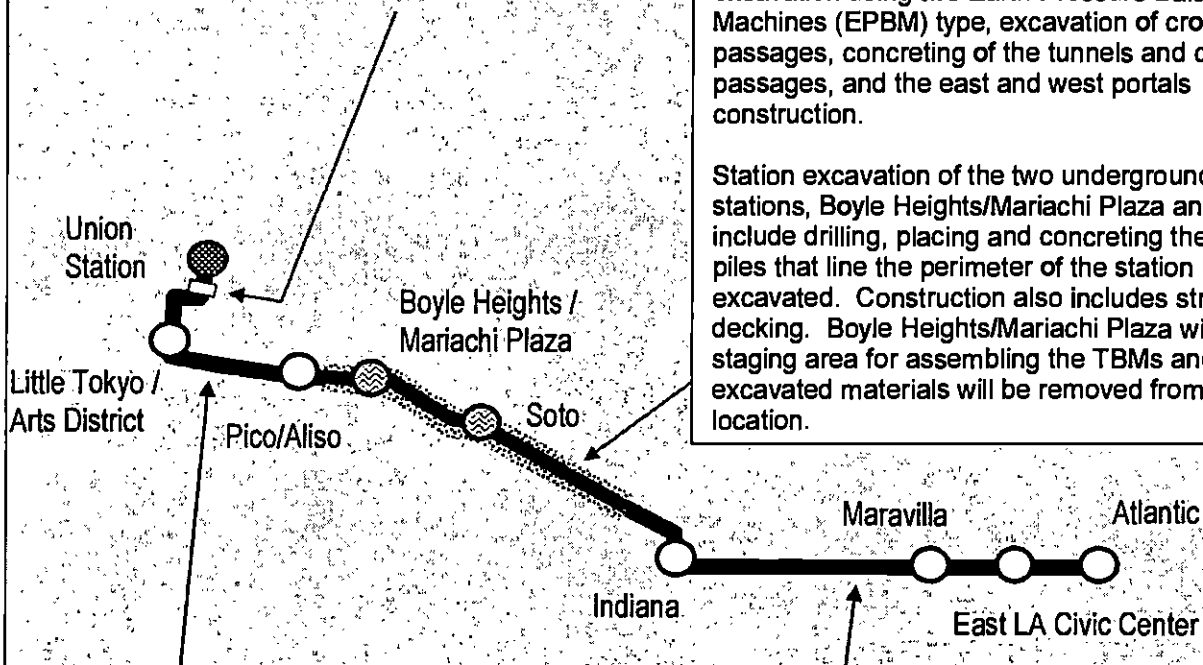 Machines (EPBM) type, excavation of cro
passages, concreting of the tunnels and c
passages, and the east and west portals
construction.
Station excavation of the two underground
stations, Boyle Heights/Mariachi Plaza an
include drilling, placing and concreting the
piles that line the perimeter of the station
excavated. Construction also includes str
decking. Boyle Heights/Mariachi Plaza wi
staging area for assembling the TBMs an
excavated materials will be removed from
location.
Union
Station
Boyle Heights /
Mariachi Plaza
Little Tokyo /
Arts District
Pico/Aliso
Soto
Indiana
Maravilla
Atlantic
East LA Civic Center